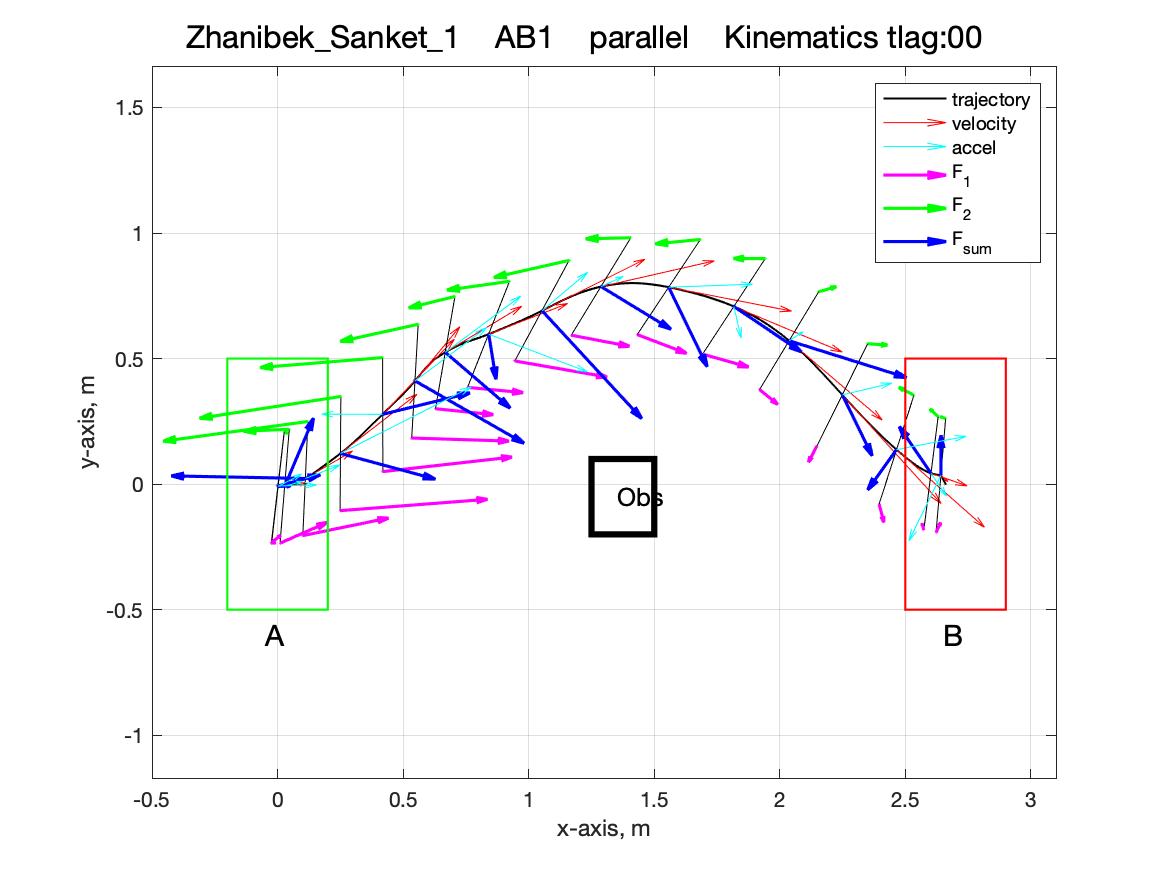 Zhanibek_Sanket_1 AB1 parallel Kinematics tlag:00
trajectory
velocity
accel
F1
F2
Fsum
1.5
1
0.5
0
-0.5
-1
y-axis, m
Obs
A
B
-0.5 0 0.5 1 1.5 2 2.5 3
x-axis, m